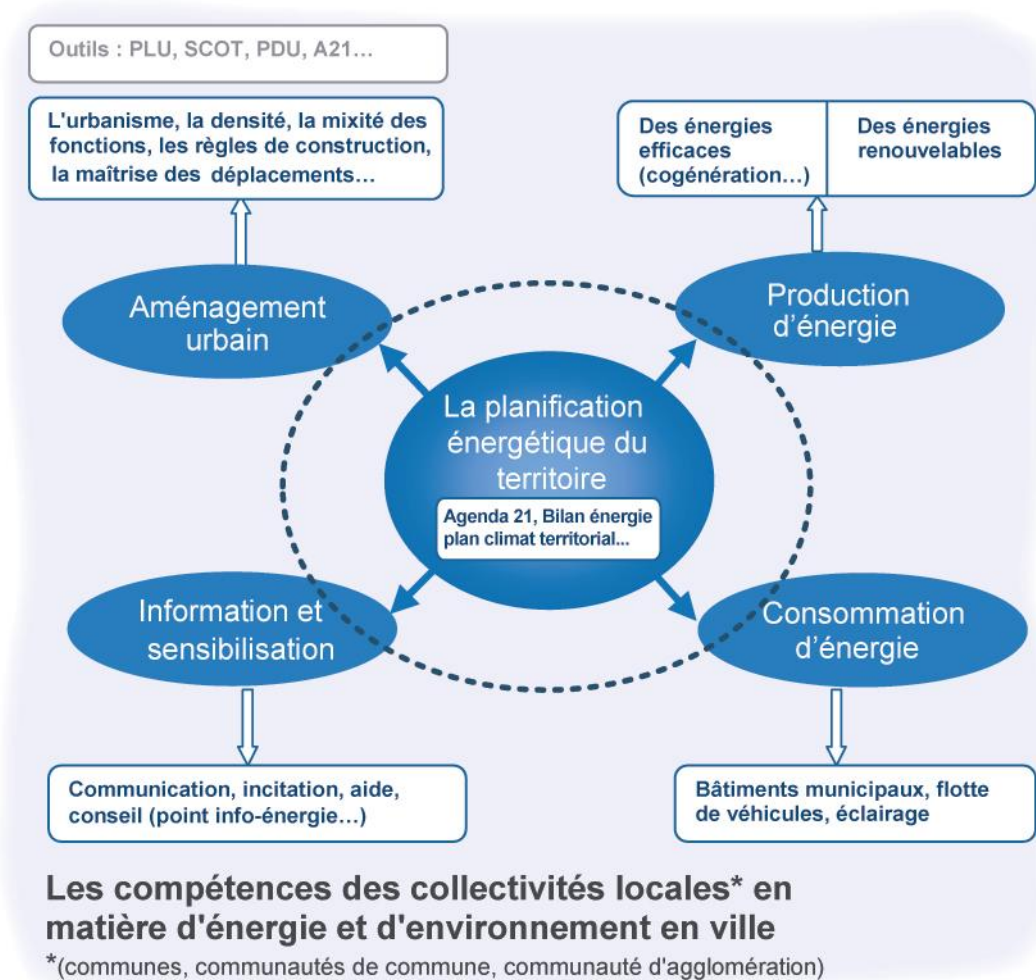 Outils : PLU, SCOT, PDU, A21...
L'urbanisme, la densité, la mixité des
fonctions, les règles de construction,
la maîtrise des déplacements...
Des énergies
efficaces
(cogénération...)
Des énergies
renouvelables
Aménagement
urbain
Production
d'énergie
La planification
énergétique du
territoire
Agenda 21, Bilan énergie
plan climat territorial...
Information et
sensibilisation
Consommation
d'énergie
Communication, incitation, aide,
conseil (point info-énergie...)
Bâtiments municipaux, flotte
de véhicules, éclairage
Les compétences des collectivités locales* en
matière d'énergie et d'environnement en ville
*(communes, communautés de commune, communauté d'agglomération)